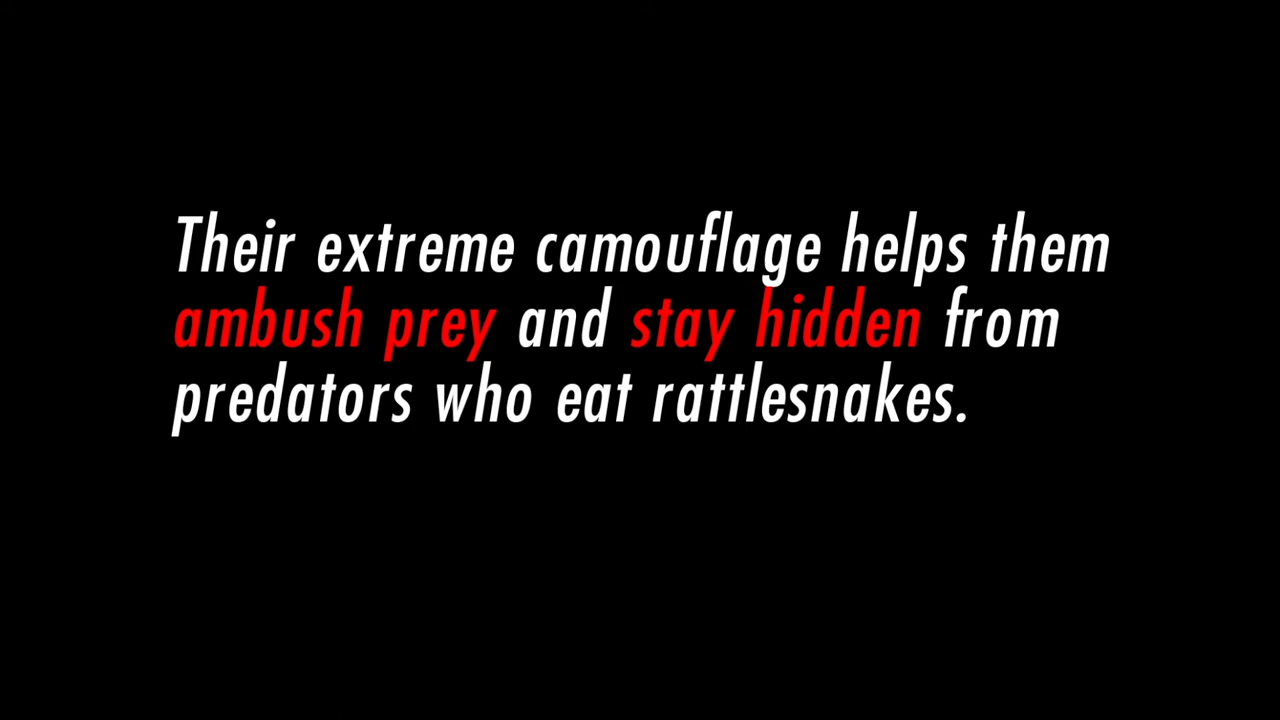 Their extreme camouflage helps them
ambush prey and stay hidden from
predators who eat rattlesnakes.